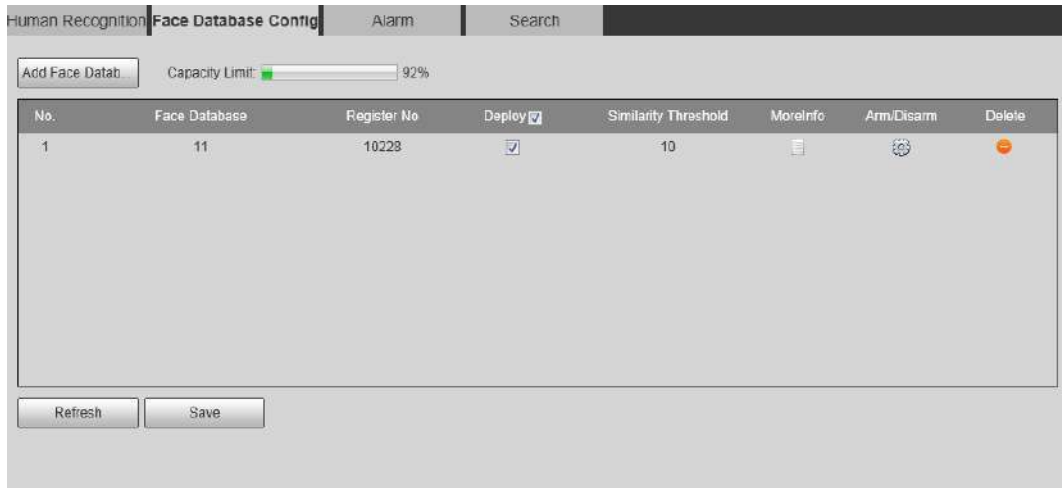 Human Recognition Face Database Config Alarm Search
Add Face Datab... Capacity Limit: 92%
No. Face Database Register No Deploy Similarity Threshold MoreInfo Arm/Disarm Delete
1 11 10228 10
Refresh Save